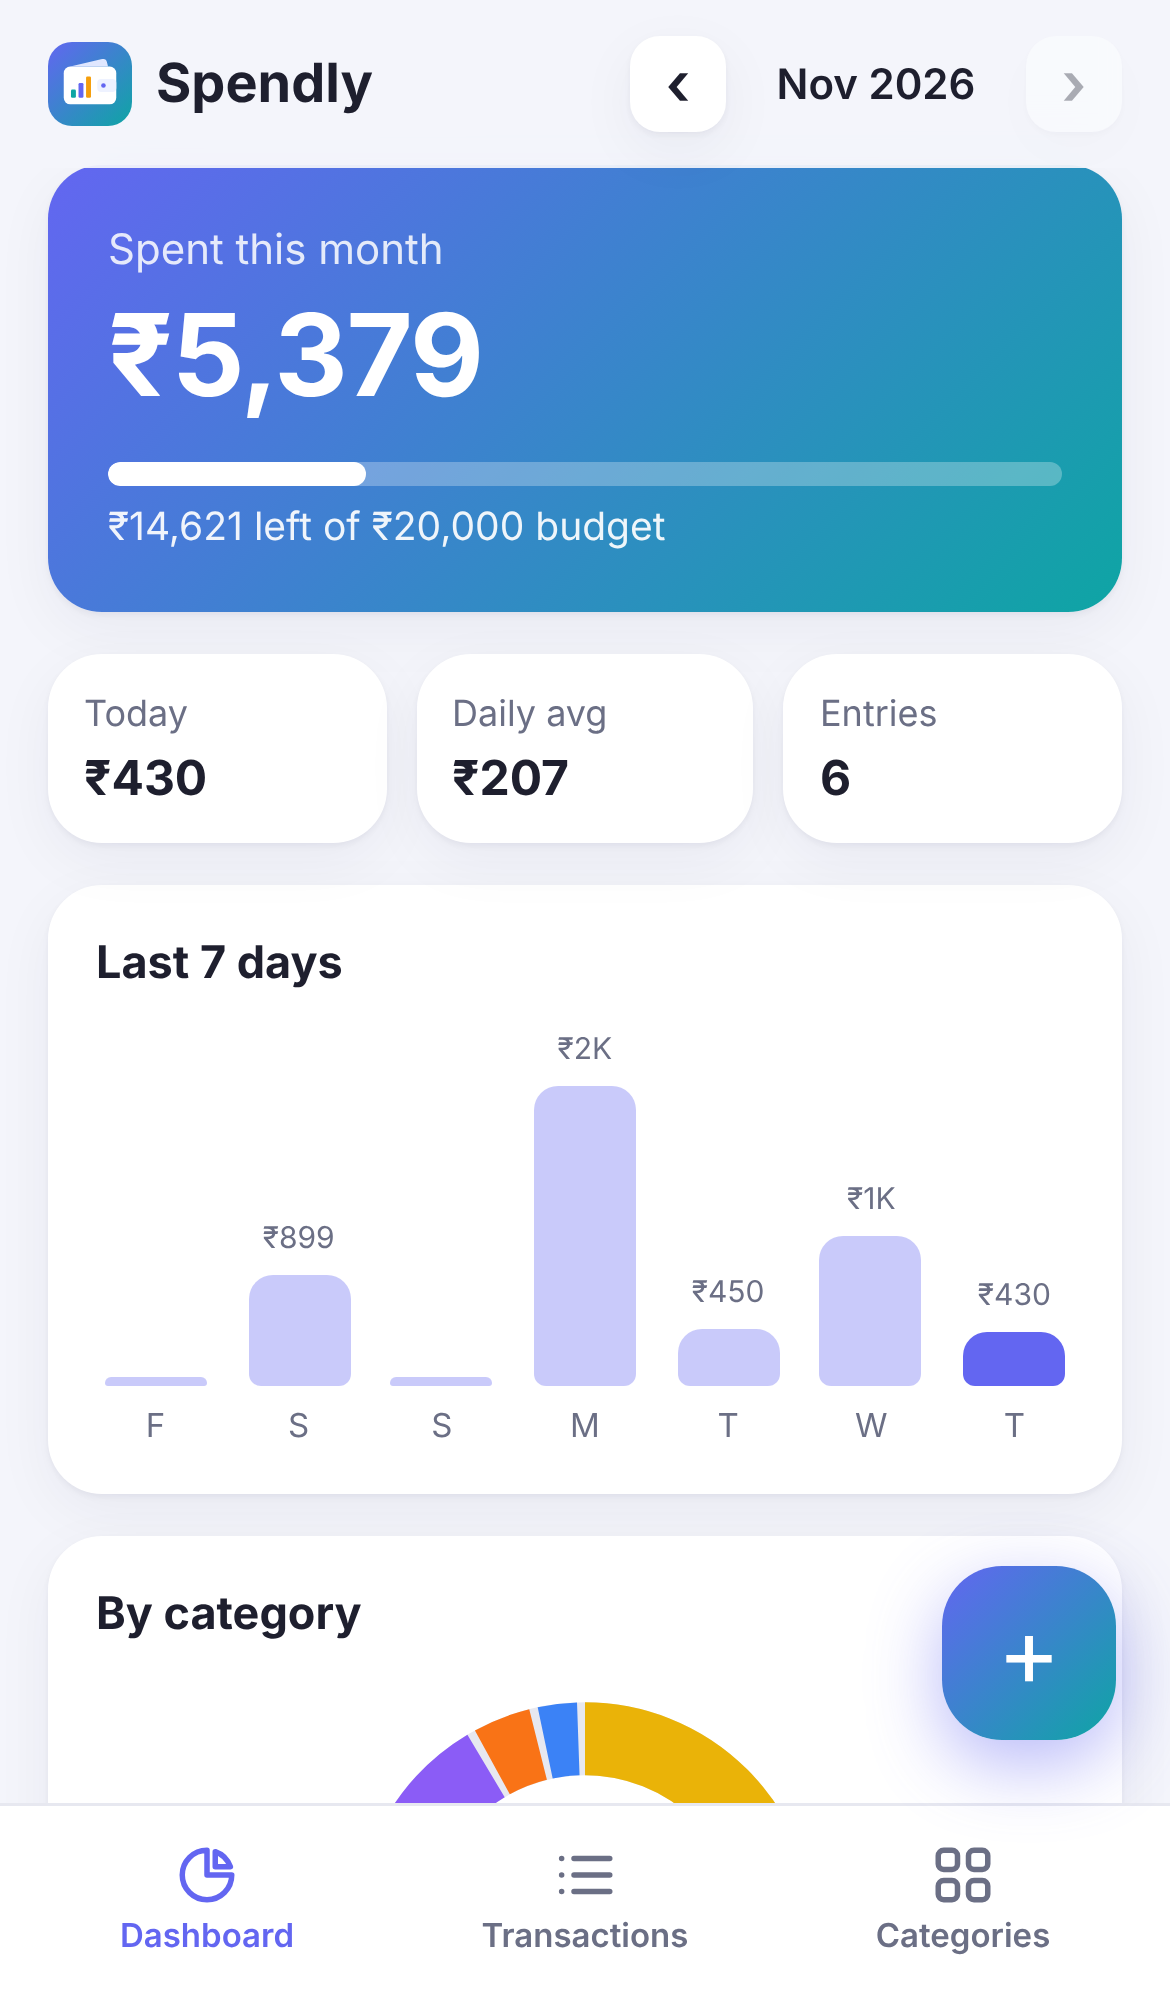 Spendly
‹ Nov 2026 ›
Spent this month
₹5,379
₹14,621 left of ₹20,000 budget
Today
₹430
Daily avg
₹207
Entries
6
Last 7 days
₹2K
₹1K
₹899
₹450
₹430
F S S M T W T
By category
+
Dashboard
Transactions
Categories